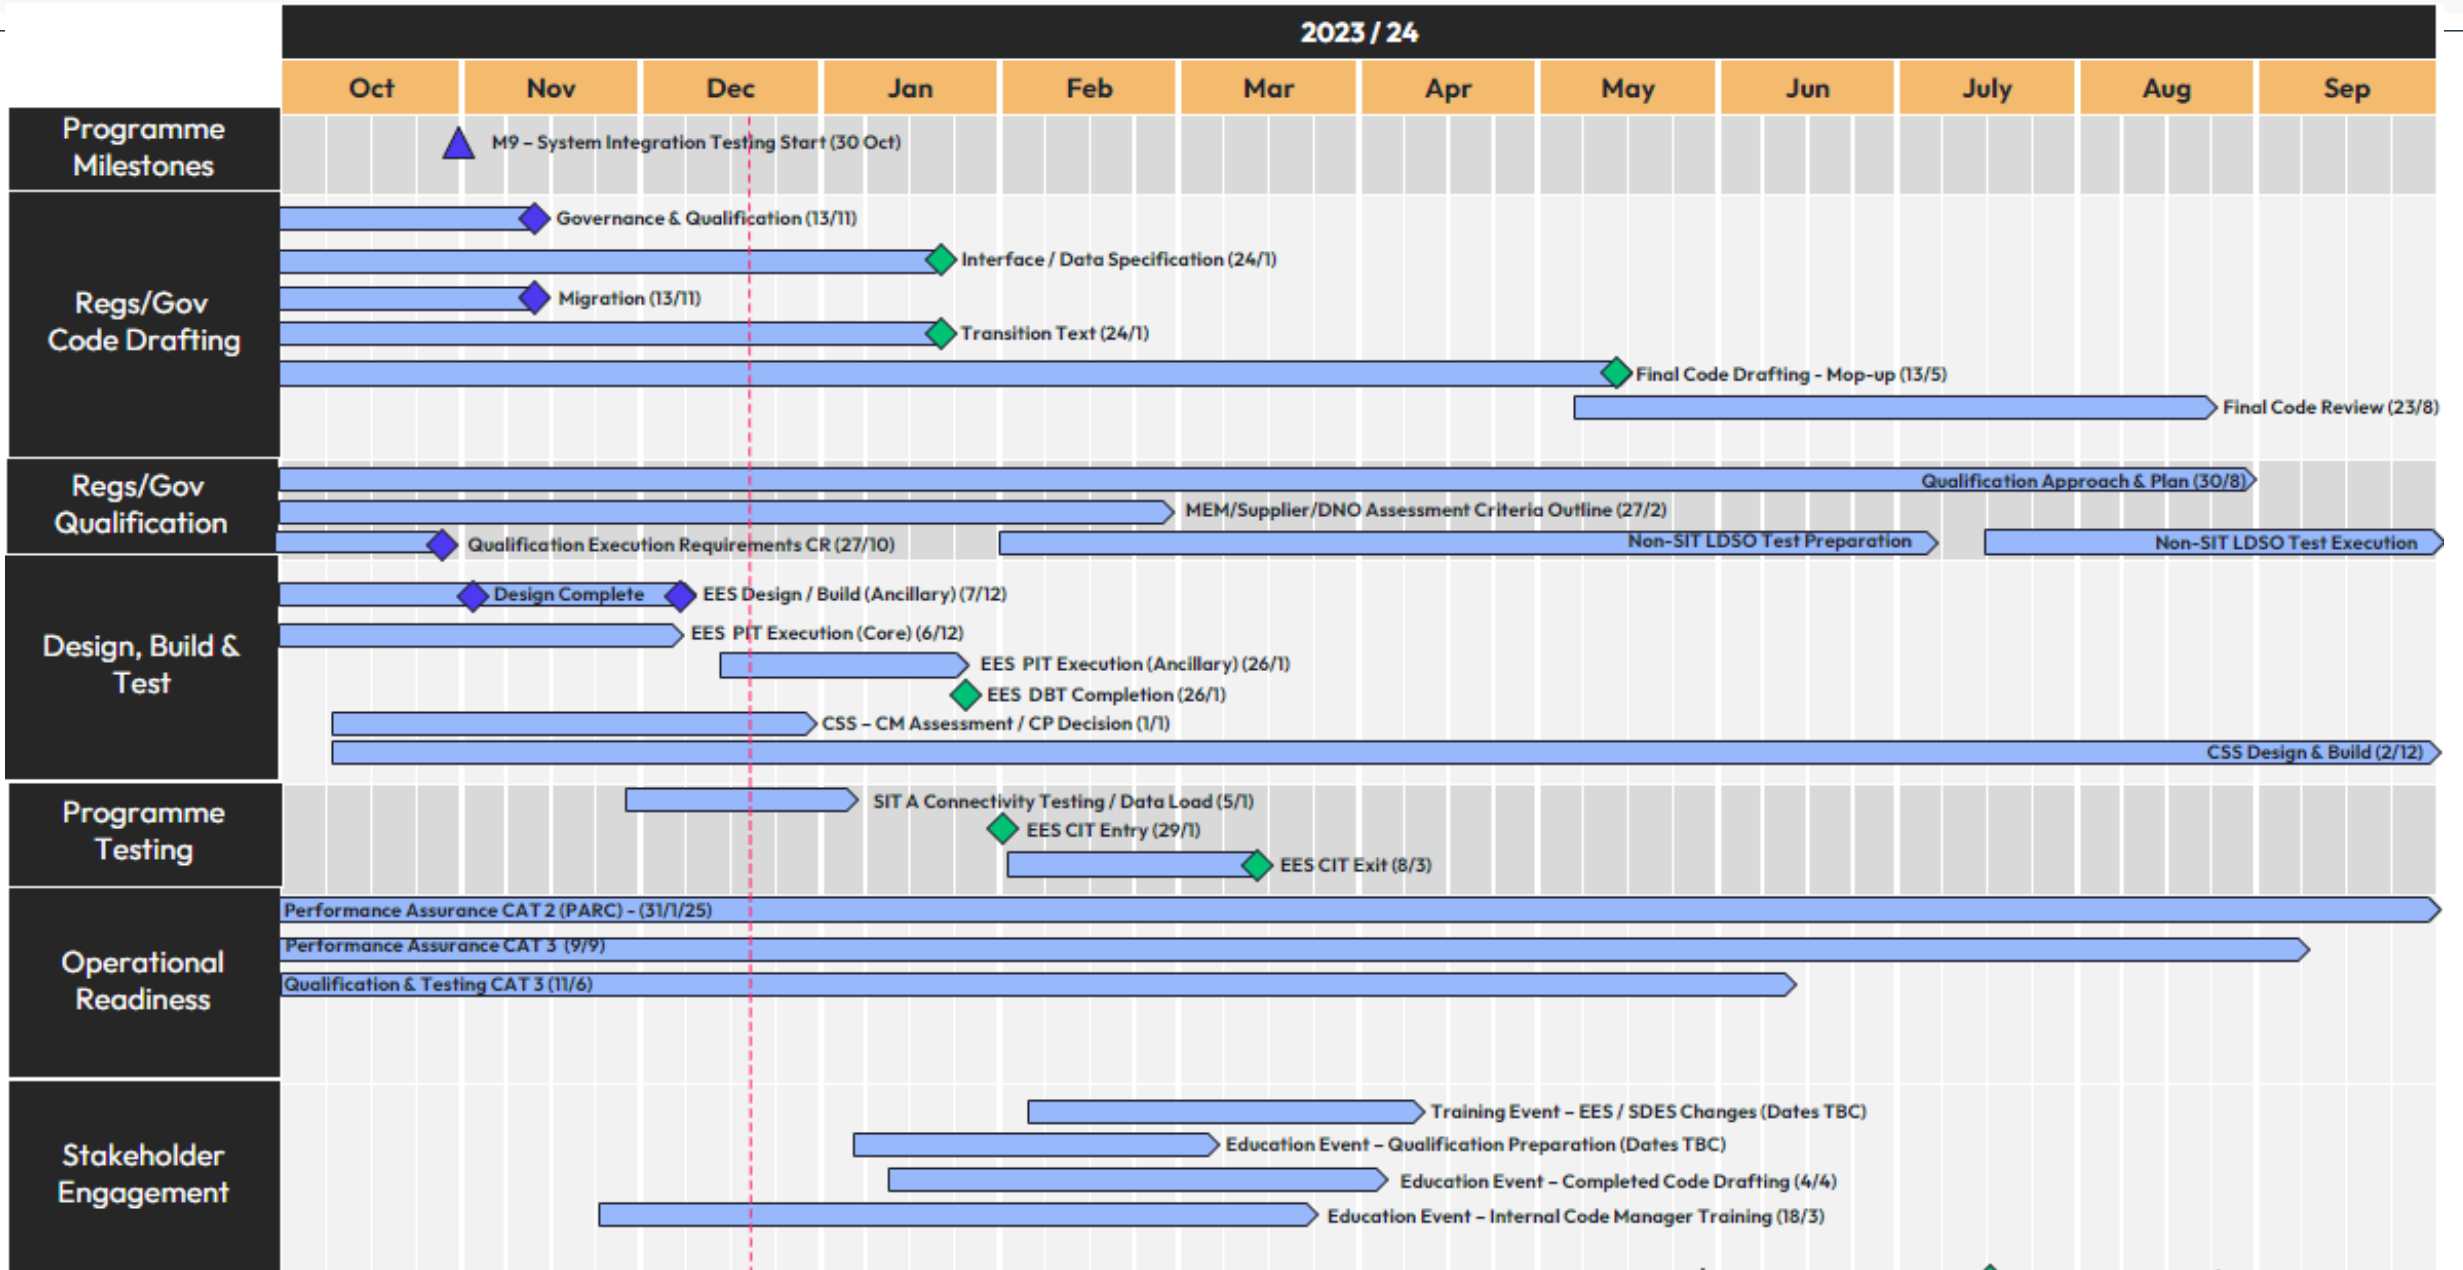 2023 / 24
Oct
Nov
Dec
Jan
Feb
Mar
Apr
May
Jun
July
Aug
Sep
Programme
Milestones
M9 – System Integration Testing Start (30 Oct)
Regs/Gov
Code Drafting
Governance & Qualification (13/11)
Interface / Data Specification (24/1)
Migration (13/11)
Transition Text (24/1)
Final Code Drafting - Mop-up (13/5)
Final Code Review (23/8)
Regs/Gov
Qualification
Qualification Approach & Plan (30/8)
MEM/Supplier/DNO Assessment Criteria Outline (27/2)
Qualification Execution Requirements CR (27/10)
Non-SIT LDSO Test Preparation
Non-SIT LDSO Test Execution
Design, Build &
Test
Design Complete
EES Design / Build (Ancillary) (7/12)
EES PIT Execution (Core) (6/12)
EES PIT Execution (Ancillary) (26/1)
EES DBT Completion (26/1)
CSS – CM Assessment / CP Decision (1/1)
CSS Design & Build (2/12)
Programme
Testing
SIT A Connectivity Testing / Data Load (5/1)
EES CIT Entry (29/1)
EES CIT Exit (8/3)
Operational
Readiness
Performance Assurance CAT 2 (PARC) - (31/1/25)
Performance Assurance CAT 3 (9/9)
Qualification & Testing CAT 3 (11/6)
Stakeholder
Engagement
Training Event – EES / SDES Changes (Dates TBC)
Education Event – Qualification Preparation (Dates TBC)
Education Event – Completed Code Drafting (4/4)
Education Event – Internal Code Manager Training (18/3)